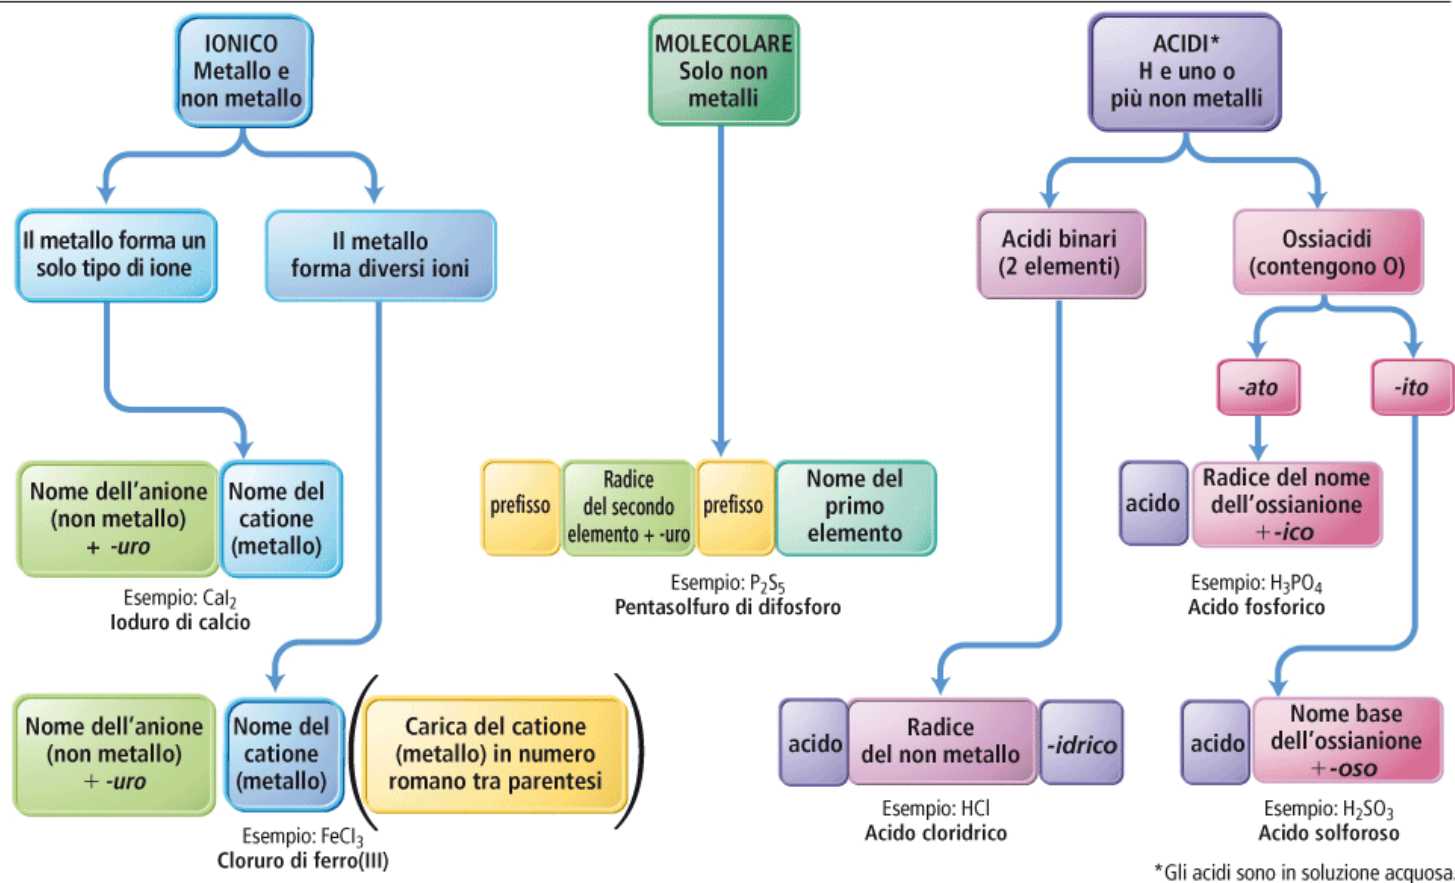 IONICO
Metallo e
non metallo
MOLECOLARE
Solo non
metalli
ACIDI*
H e uno o
più non metalli
Il metallo forma un
solo tipo di ione
Il metallo
forma diversi ioni
Acidi binari
(2 elementi)
Ossiacidi
(contengono O)
-ato
-ito
Nome dell'anione
(non metallo)
+ -uro
Nome del
catione
(metallo)
Esempio: CaI₂
Ioduro di calcio
prefisso
Radice
del secondo
elemento + -uro
prefisso
Nome del
primo
elemento
Esempio: P₂S₅
Pentasolfuro di difosforo
acido
Radice del nome
dell'ossianione
+ -ico
Esempio: H₃PO₄
Acido fosforico
Nome dell'anione
(non metallo)
+ -uro
Nome del
catione
(metallo)
Carica del catione
(metallo) in numero
romano tra parentesi
Esempio: FeCl₃
Cloruro di ferro(III)
acido
Radice
del non metallo
-idrico
Esempio: HCl
Acido cloridrico
acido
Nome base
dell'ossianione
+ -oso
Esempio: H₂SO₃
Acido solforoso
*Gli acidi sono in soluzione acquosa.